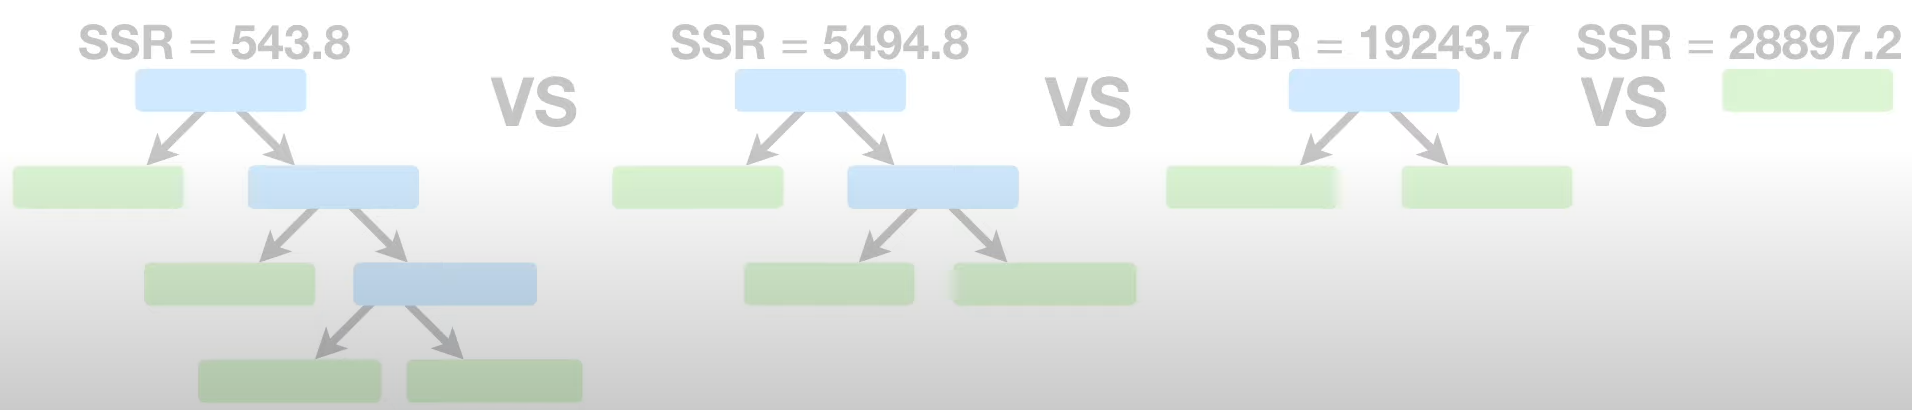 SSR = 543.8
SSR = 5494.8
SSR = 19243.7
SSR = 28897.2
VS
VS
VS